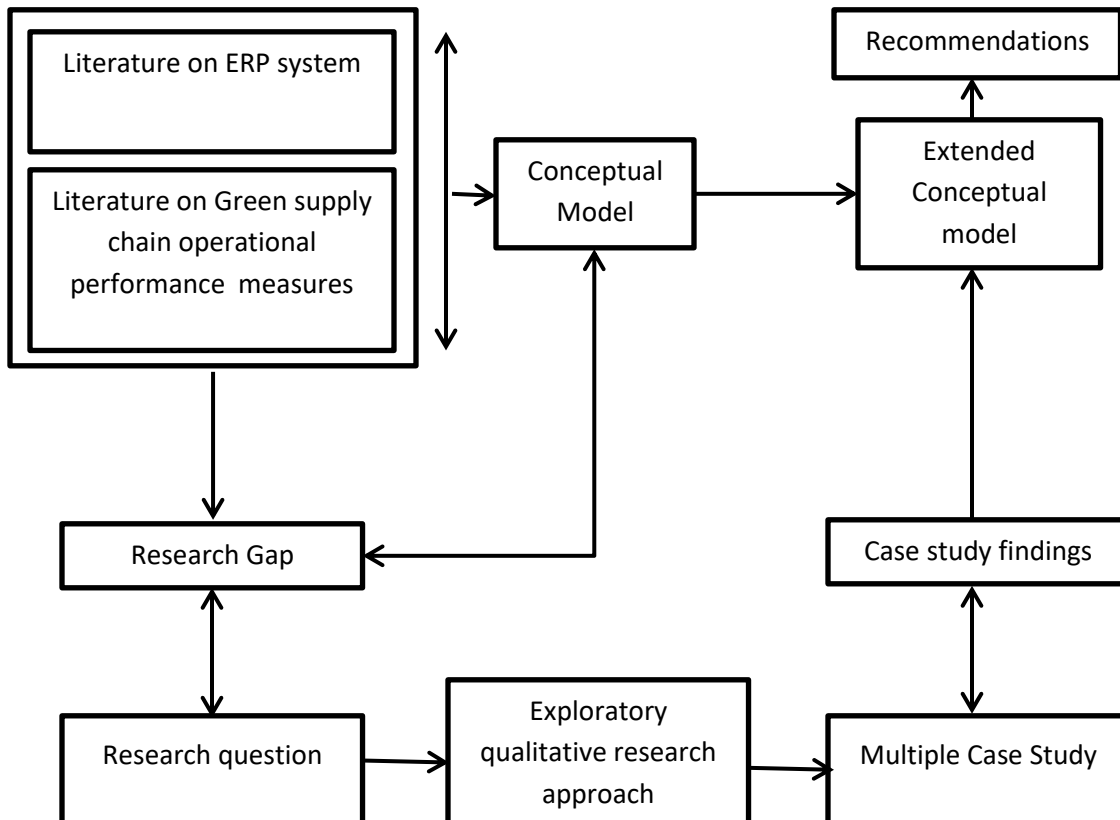 Literature on ERP system
Literature on Green supply
chain operational
performance measures
Conceptual
Model
Recommendations
Extended
Conceptual
model
Research Gap
Case study findings
Research question
Exploratory
qualitative research
approach
Multiple Case Study